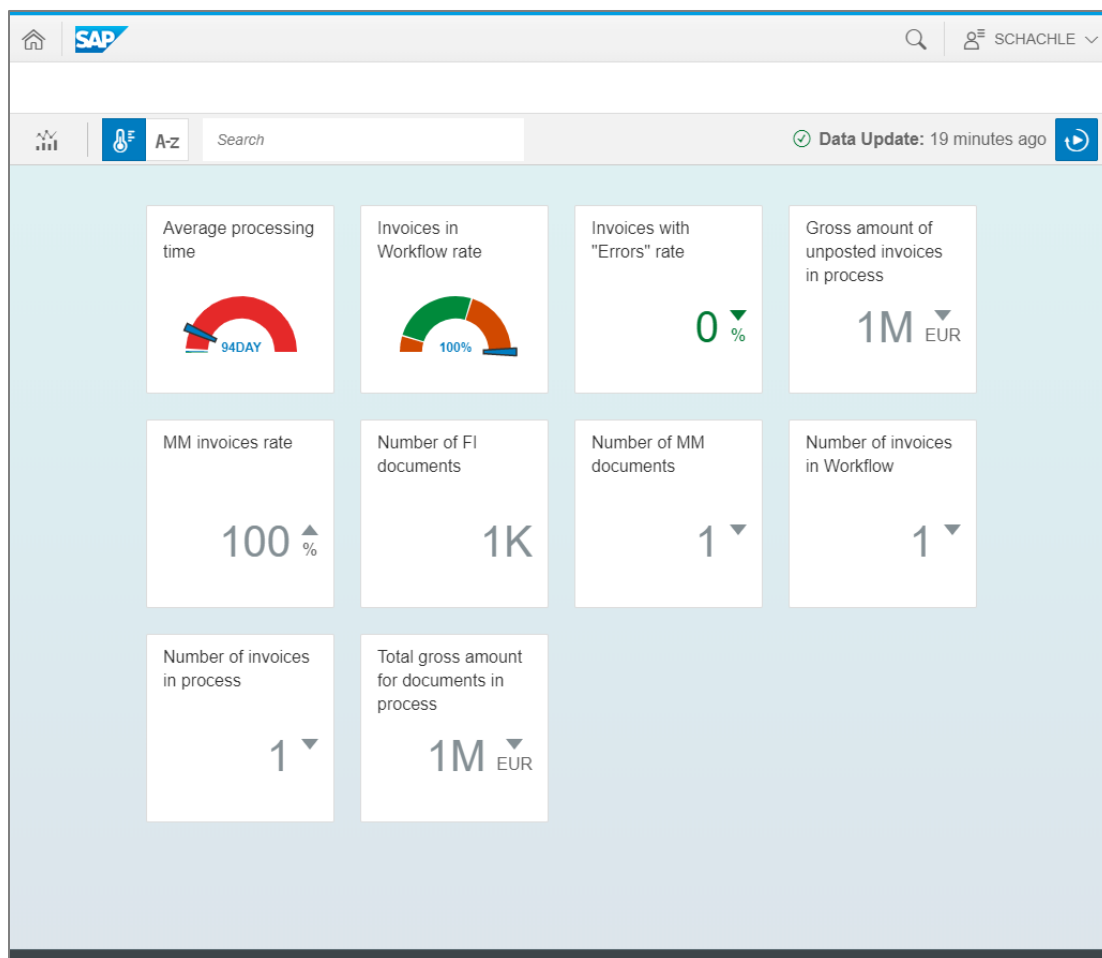 SAP
SCHACHLE
A-Z
Search
Data Update: 19 minutes ago
Average processing
time
94DAY
Invoices in
Workflow rate
100%
Invoices with
"Errors" rate
0 %
Gross amount of
unposted invoices
in process
1M EUR
MM invoices rate
100 %
Number of FI
documents
1K
Number of MM
documents
1
Number of invoices
in Workflow
1
Number of invoices
in process
1
Total gross amount
for documents in
process
1M EUR